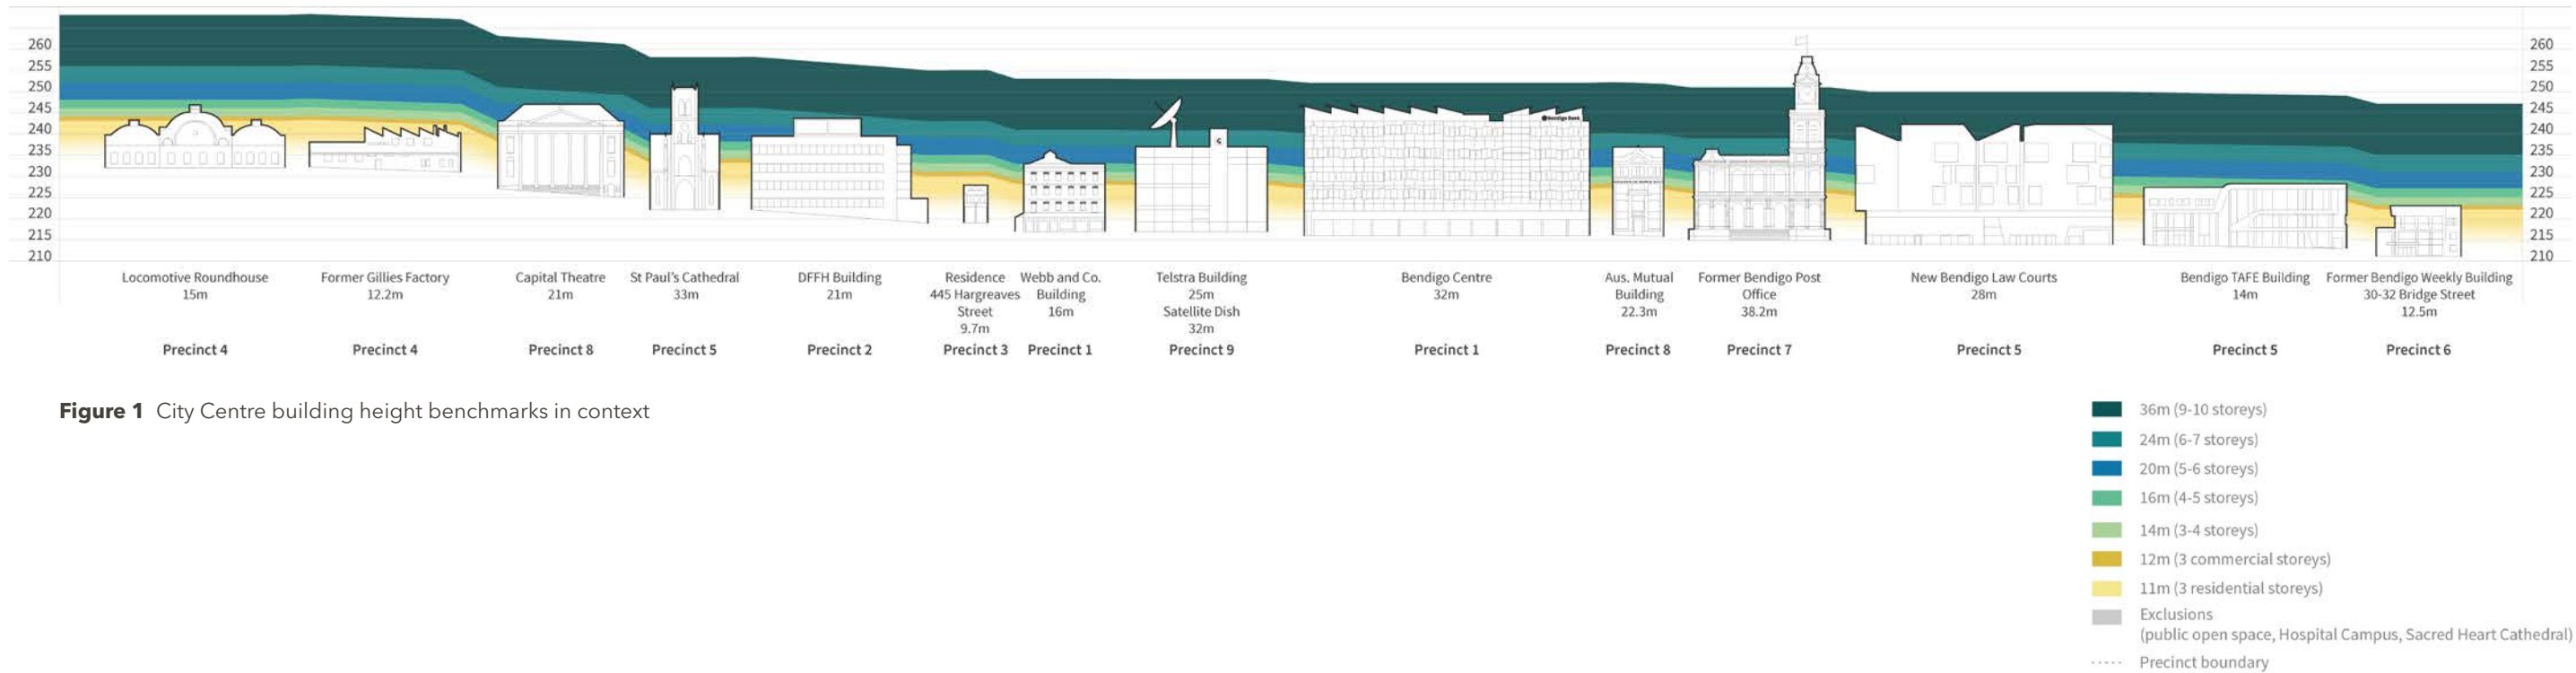 260
255
250
245
240
235
230
225
220
215
210
260
255
250
245
240
235
230
225
220
215
210
Bendigo Bank
Locomotive Roundhouse
15m
Precinct 4
Former Gillies Factory
12.2m
Precinct 4
Capital Theatre
21m
Precinct 8
St Paul's Cathedral
33m
Precinct 5
DFFH Building
21m
Precinct 2
Residence
445 Hargreaves
Street
9.7m
Precinct 3
Webb and Co.
Building
16m
Precinct 1
Telstra Building
25m
Satellite Dish
32m
Precinct 9
Bendigo Centre
32m
Precinct 1
Aus. Mutual
Building
22.3m
Precinct 8
Former Bendigo Post
Office
38.2m
Precinct 7
New Bendigo Law Courts
28m
Precinct 5
Bendigo TAFE Building
14m
Precinct 5
Former Bendigo Weekly Building
30-32 Bridge Street
12.5m
Precinct 6
Figure 1 City Centre building height benchmarks in context
36m (9-10 storeys)
24m (6-7 storeys)
20m (5-6 storeys)
16m (4-5 storeys)
14m (3-4 storeys)
12m (3 commercial storeys)
11m (3 residential storeys)
Exclusions
(public open space, Hospital Campus, Sacred Heart Cathedral)
Precinct boundary